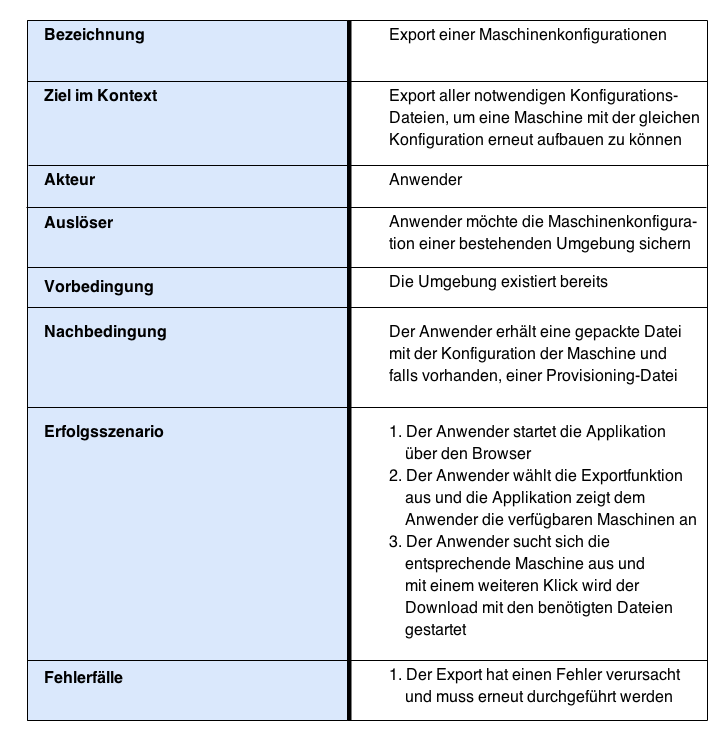 Bezeichnung
Export einer Maschinenkonfigurationen
Ziel im Kontext
Export aller notwendigen Konfigurations-
Dateien, um eine Maschine mit der gleichen
Konfiguration erneut aufbauen zu können
Akteur
Anwender
Auslöser
Anwender möchte die Maschinenkonfigura-
tion einer bestehenden Umgebung sichern
Vorbedingung
Die Umgebung existiert bereits
Nachbedingung
Der Anwender erhält eine gepackte Datei
mit der Konfiguration der Maschine und
falls vorhanden, einer Provisioning-Datei
Erfolgsszenario
1. Der Anwender startet die Applikation
über den Browser
2. Der Anwender wählt die Exportfunktion
aus und die Applikation zeigt dem
Anwender die verfügbaren Maschinen an
3. Der Anwender sucht sich die
entsprechende Maschine aus und
mit einem weiteren Klick wird der
Download mit den benötigten Dateien
gestartet
Fehlerfälle
1. Der Export hat einen Fehler verursacht
und muss erneut durchgeführt werden